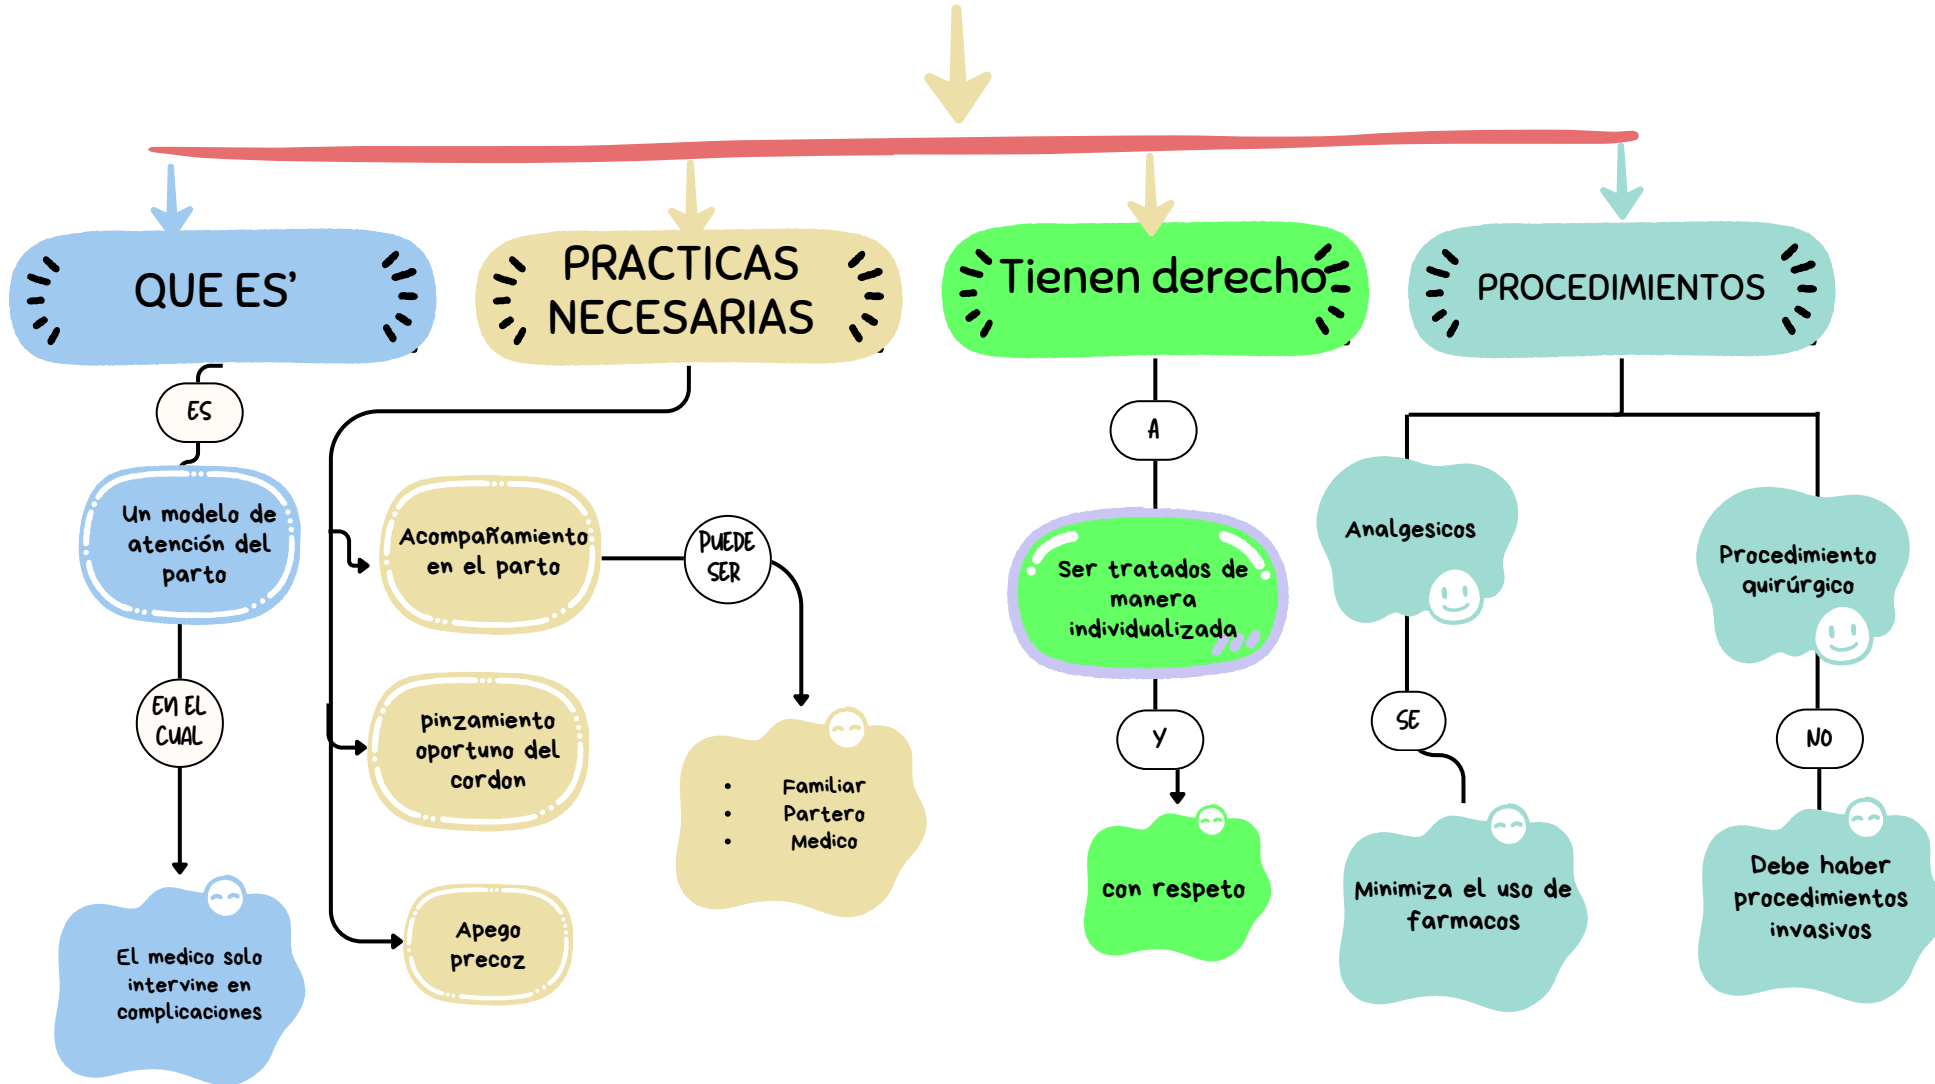 QUE ES’
ES
Un modelo de
atención del
parto
EN EL
CUAL
El medico solo
intervine en
complicaciones
PRACTICAS
NECESARIAS
Acompañamiento
en el parto
PUEDE
SER
• Familiar
• Partero
• Medico
pinzamiento
oportuno del
cordon
Apego
precoz
Tienen derecho
A
Ser tratados de
manera
individualizada
Y
con respeto
PROCEDIMIENTOS
Analgesicos
SE
Minimiza el uso de
farmacos
Procedimiento
quirúrgico
NO
Debe haber
procedimientos
invasivos